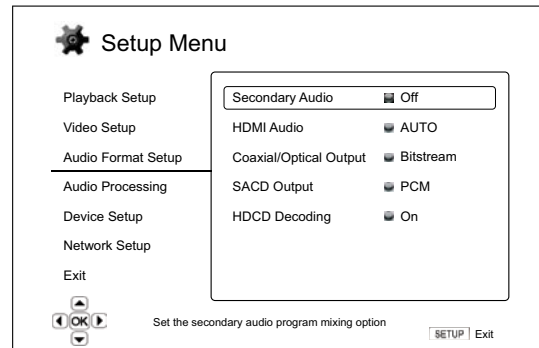 Setup Menu
Playback Setup
Video Setup
Audio Format Setup
Audio Processing
Device Setup
Network Setup
Exit
Secondary Audio Off
HDMI Audio AUTO
Coaxial/Optical Output Bitstream
SACD Output PCM
HDCD Decoding On
OK
Set the secondary audio program mixing option
SETUP Exit